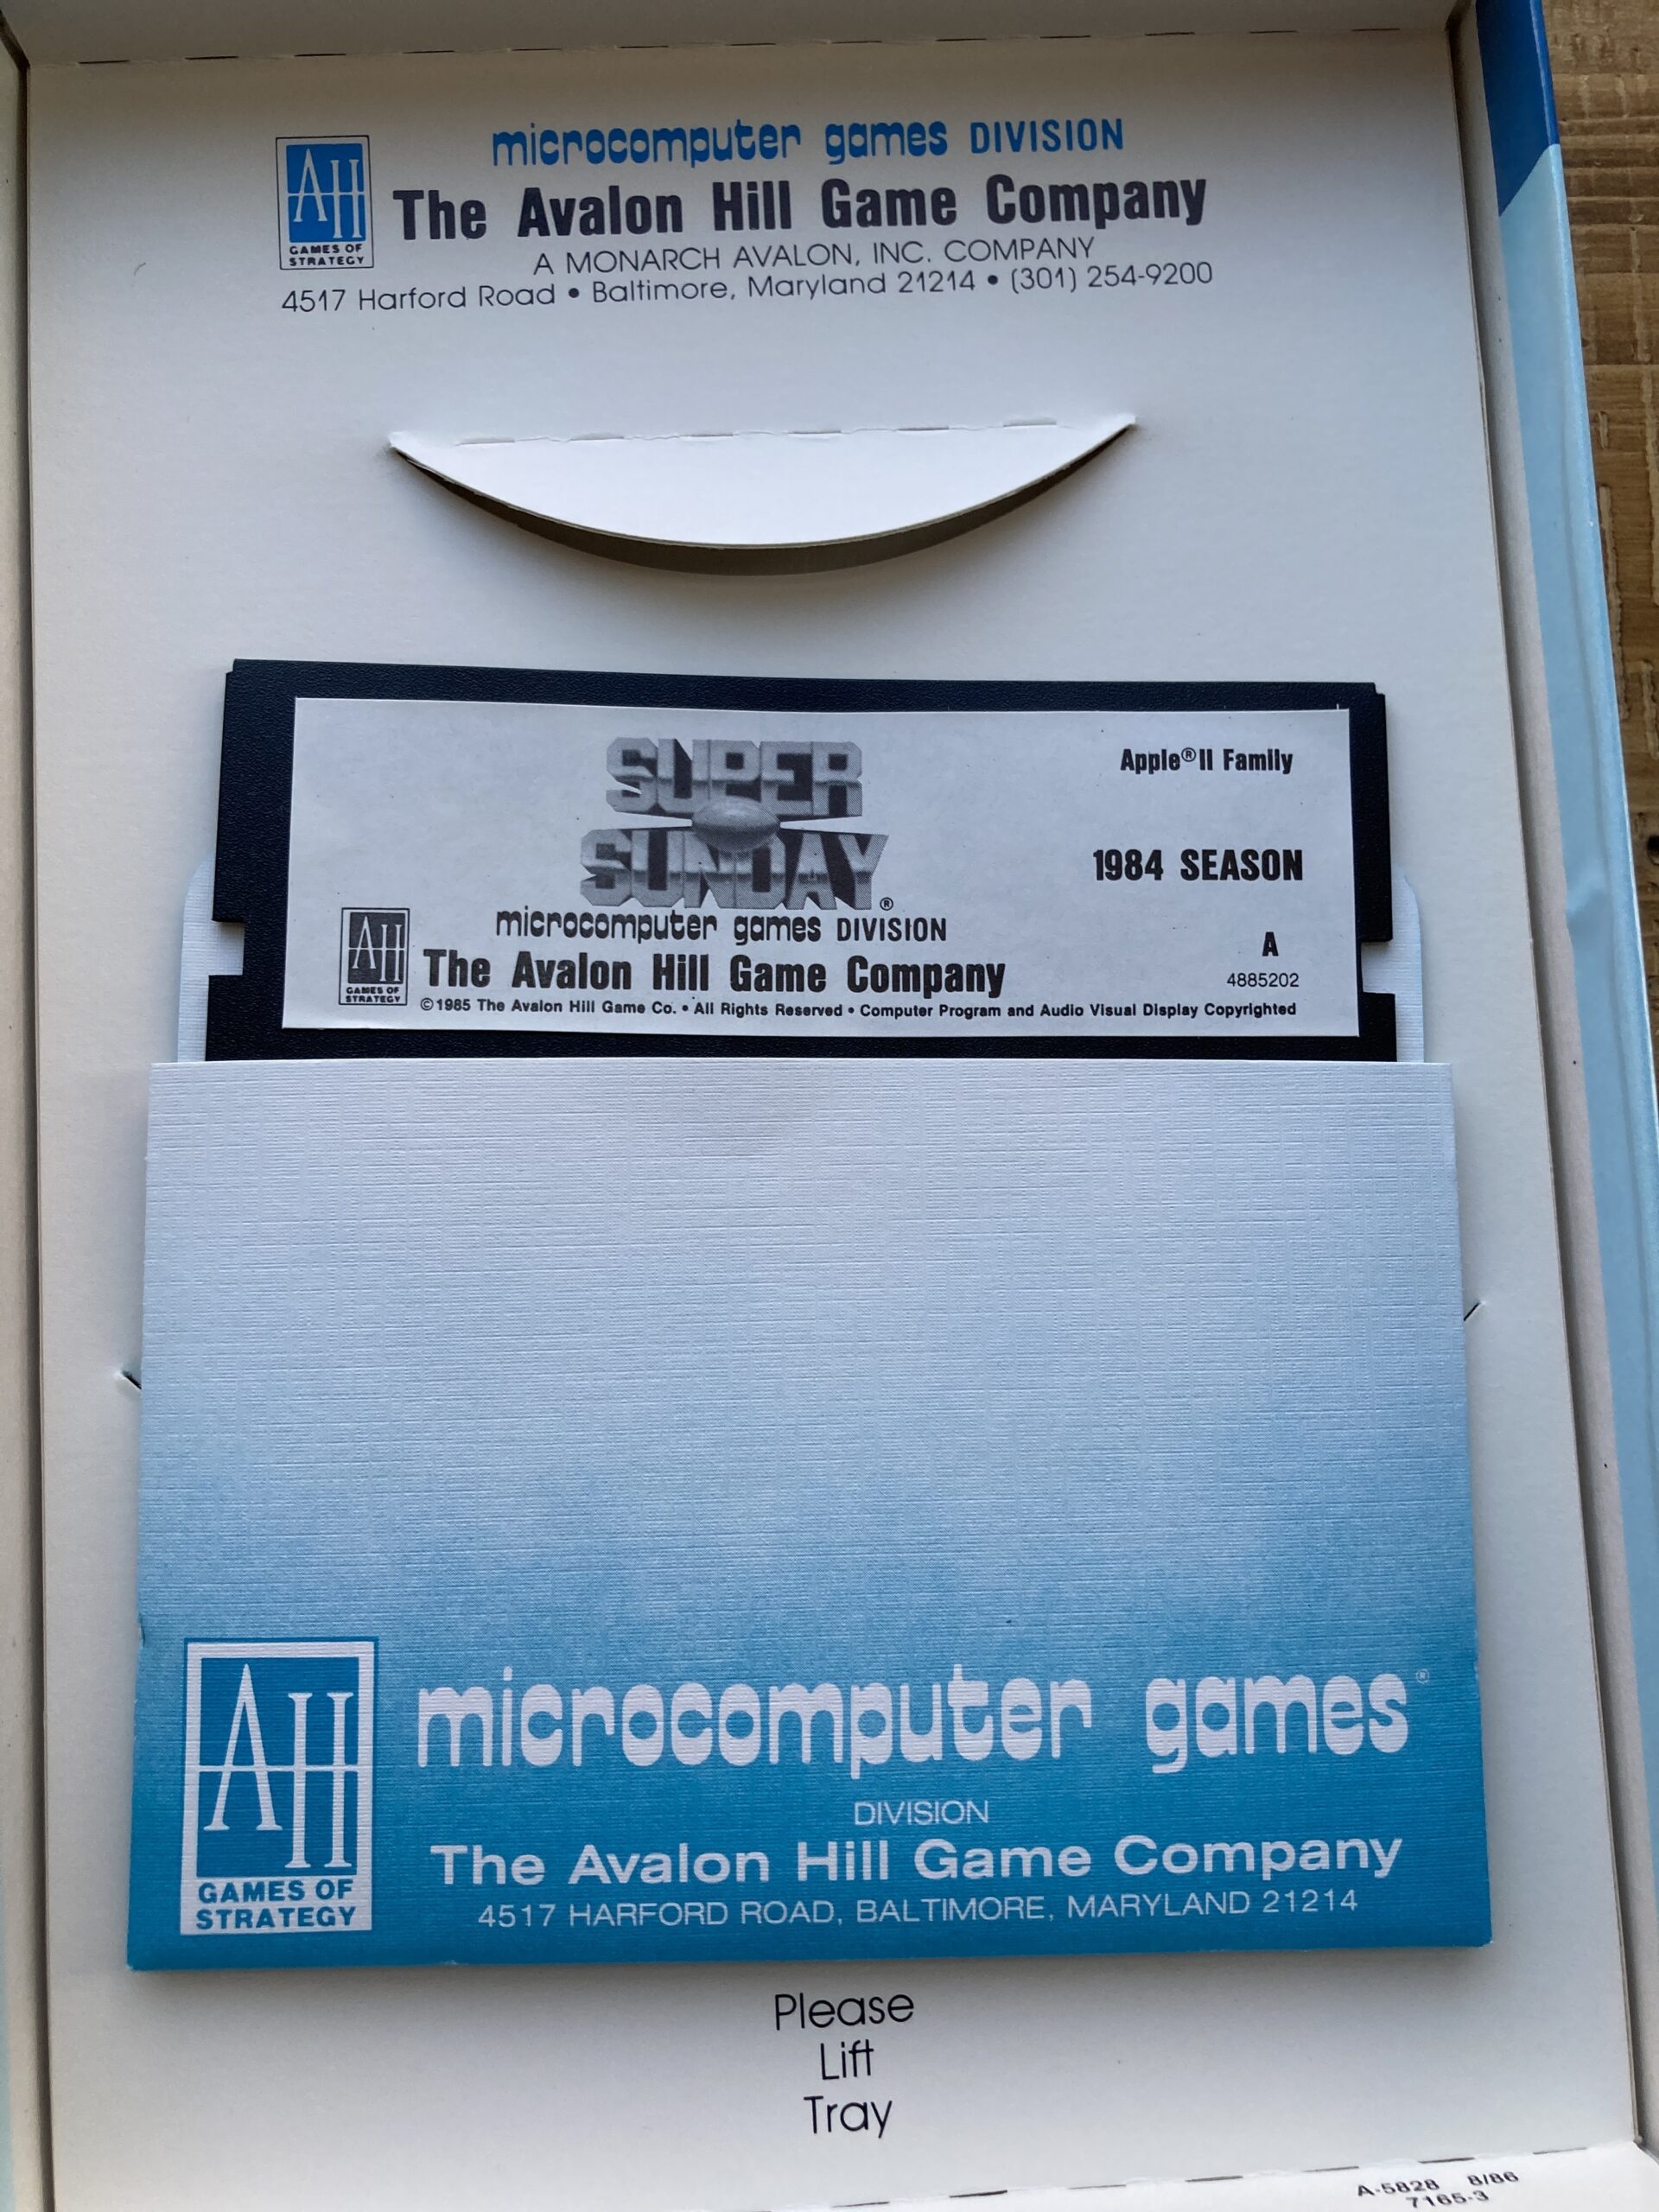 microcomputer games DIVISION
AH
GAMES OF
STRATEGY
The Avalon Hill Game Company
A MONARCH AVALON, INC. COMPANY
4517 Harford Road • Baltimore, Maryland 21214 • (301) 254-9200
SUPER
SUNDAY®
Apple® II Family
1984 SEASON
A
4885202
microcomputer games DIVISION
AH
GAMES OF
STRATEGY
The Avalon Hill Game Company
©1985 The Avalon Hill Game Co. • All Rights Reserved • Computer Program and Audio Visual Display Copyrighted
AH
GAMES OF
STRATEGY
microcomputer games®
DIVISION
The Avalon Hill Game Company
4517 HARFORD ROAD, BALTIMORE, MARYLAND 21214
Please
Lift
Tray
A-5828 8/86
7165-3